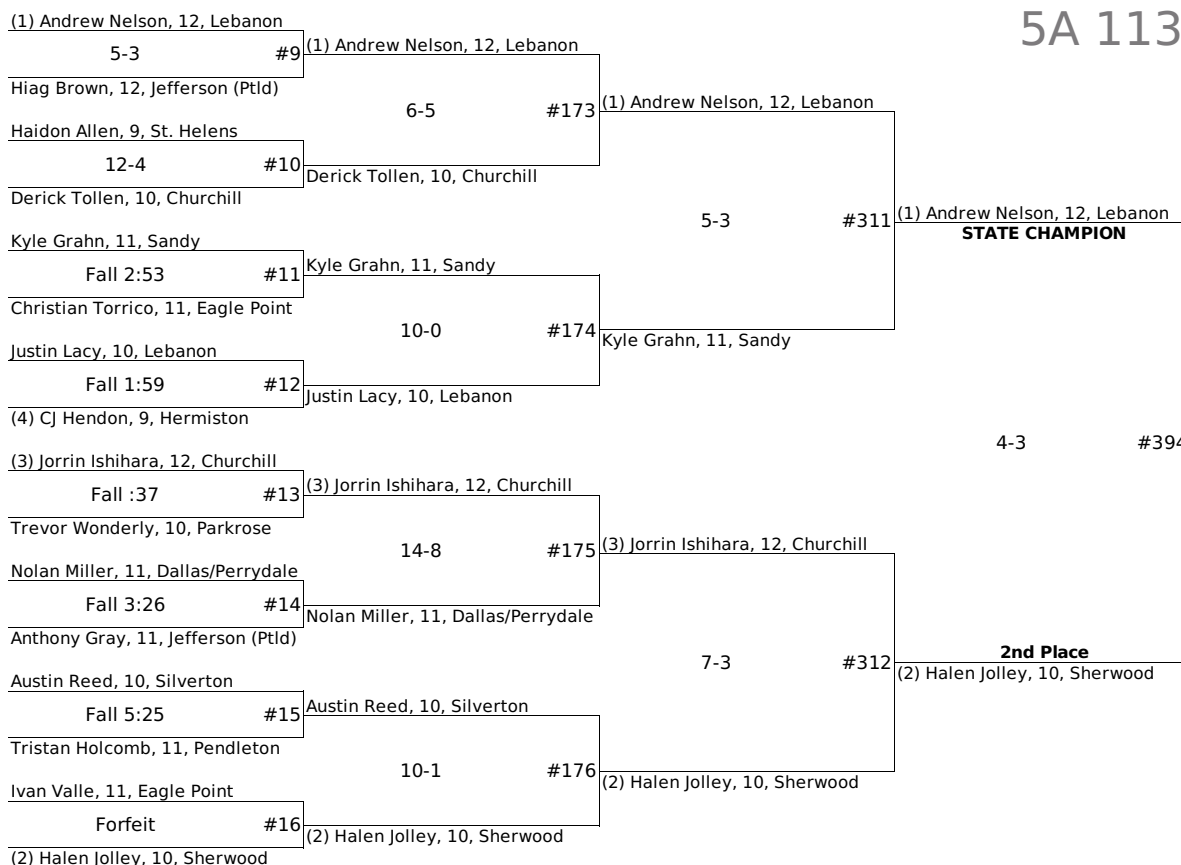 5A 113
(1) Andrew Nelson, 12, Lebanon
5-3 #9
Hiag Brown, 12, Jefferson (Ptld)
Haidon Allen, 9, St. Helens
12-4 #10
Derick Tollen, 10, Churchill
Kyle Grahn, 11, Sandy
Fall 2:53 #11
Christian Torrico, 11, Eagle Point
Justin Lacy, 10, Lebanon
Fall 1:59 #12
(4) CJ Hendon, 9, Hermiston
(3) Jorrin Ishihara, 12, Churchill
Fall :37 #13
Trevor Wonderly, 10, Parkrose
Nolan Miller, 11, Dallas/Perrydale
Fall 3:26 #14
Anthony Gray, 11, Jefferson (Ptld)
Austin Reed, 10, Silverton
Fall 5:25 #15
Tristan Holcomb, 11, Pendleton
Ivan Valle, 11, Eagle Point
Forfeit #16
(2) Halen Jolley, 10, Sherwood
(1) Andrew Nelson, 12, Lebanon
6-5 #173
Derick Tollen, 10, Churchill
Kyle Grahn, 11, Sandy
10-0 #174
Justin Lacy, 10, Lebanon
(3) Jorrin Ishihara, 12, Churchill
14-8 #175
Nolan Miller, 11, Dallas/Perrydale
Austin Reed, 10, Silverton
10-1 #176
(2) Halen Jolley, 10, Sherwood
(1) Andrew Nelson, 12, Lebanon
5-3 #311
Kyle Grahn, 11, Sandy
(3) Jorrin Ishihara, 12, Churchill
7-3 #312
(2) Halen Jolley, 10, Sherwood
(1) Andrew Nelson, 12, Lebanon
STATE CHAMPION
4-3 #394
2nd Place
(2) Halen Jolley, 10, Sherwood